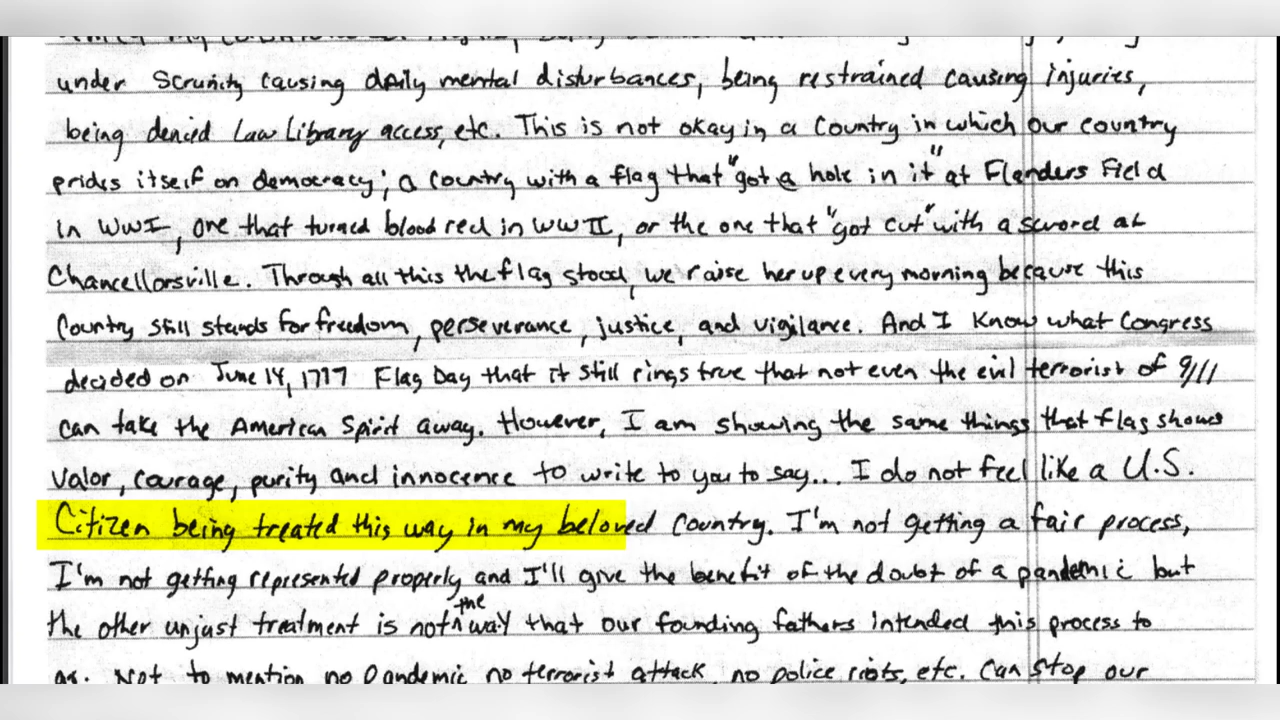 under Scrunity causing daily mental disturbances, being restrained causing injuries,
being denied Law Library access, etc. This is not okay in a Country in which our country
prides itself on democracy; a country with a flag that "got a hole in it" at Flanders Field
in WWI, one that turned blood red in WWII, or the one that "got cut" with a sword at
Chancellorsville. Through all this the flag stood, we raise her up every morning because this
Country still stands for freedom, perseverance, justice, and vigilance. And I Know what Congress
decided on June 14, 1777 Flag Day that it still rings true that not even the evil terrorist of 9/11
can take the American Spirit away. However, I am showing the same things that flag shows
valor, courage, purity and innocence to write to you to say... I do not feel like a U.S.
Citizen being treated this way in my beloved Country. I'm not getting a fair process,
I'm not getting represented properly and I'll give the benefit of the doubt of a pandemic but
the other unjust treatment is not the way that our founding fathers intended this process to
go. Not to mention no Pandemic no terrorist attack, no police riots, etc. Can stop our